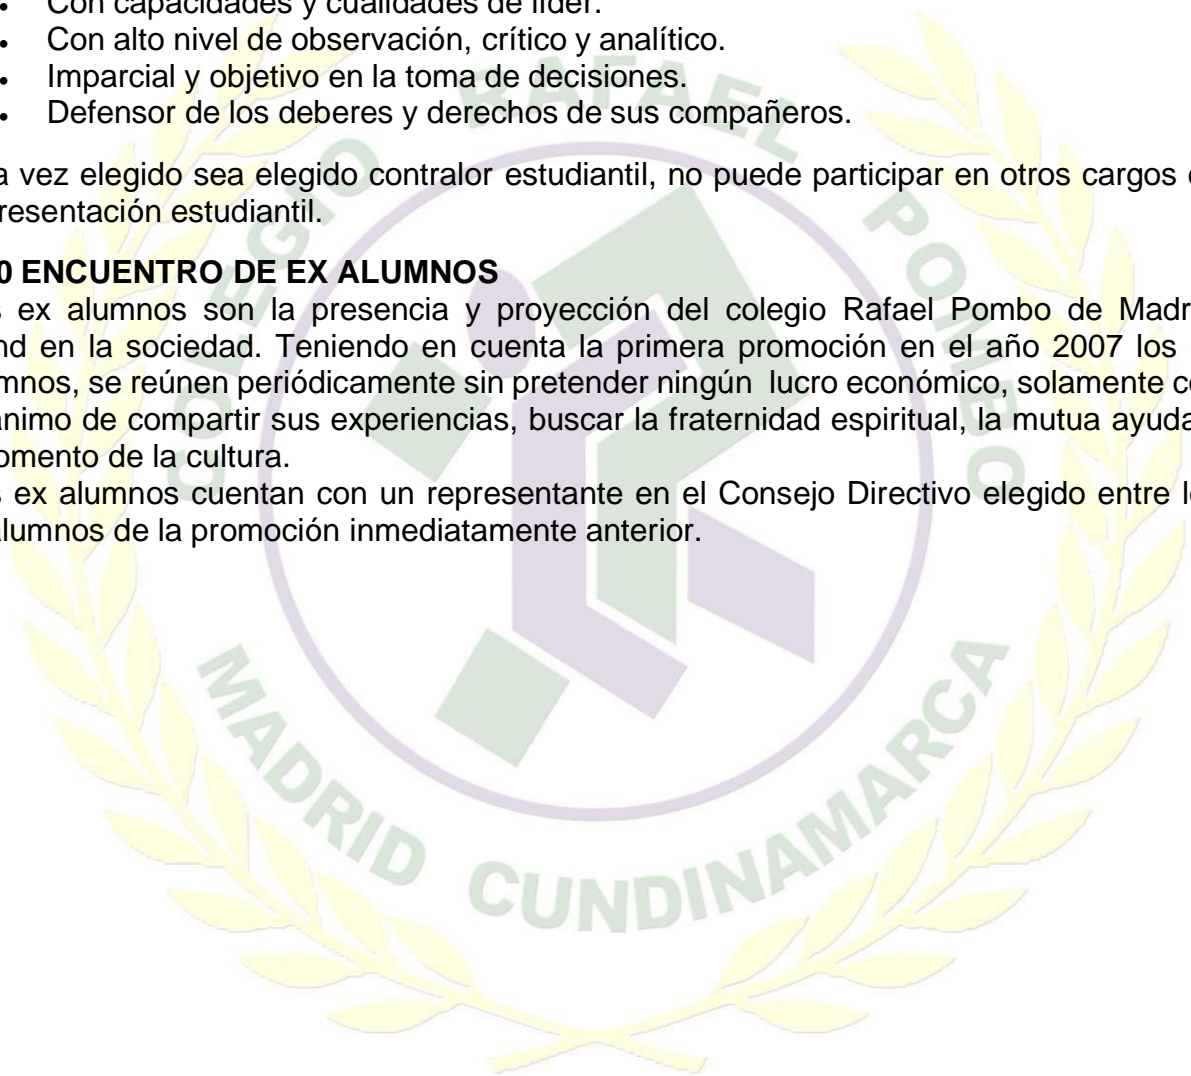 • Con capacidades y cualidades de líder.
• Con alto nivel de observación, crítico y analítico.
• Imparcial y objetivo en la toma de decisiones.
• Defensor de los deberes y derechos de sus compañeros.
a vez elegido sea elegido contralor estudiantil, no puede participar en otros cargos
resentación estudiantil.
0 ENCUENTRO DE EX ALUMNOS
s ex alumnos son la presencia y proyección del colegio Rafael Pombo de Madr
nd en la sociedad. Teniendo en cuenta la primera promoción en el año 2007 los
mnos, se reúnen periódicamente sin pretender ningún lucro económico, solamente c
ánimo de compartir sus experiencias, buscar la fraternidad espiritual, la mutua ayuda
omento de la cultura.
s ex alumnos cuentan con un representante en el Consejo Directivo elegido entre l
alumnos de la promoción inmediatamente anterior.
COLEGIO RAFAEL POMBO
MADRID CUNDINAMARCA